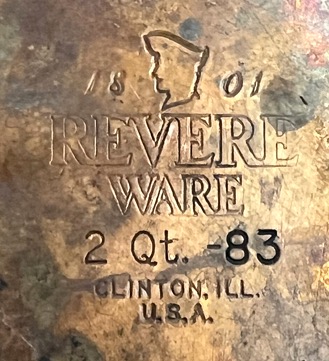 18 01
REVERE
WARE
2 Qt. -83
CLINTON, ILL.
U.S.A.